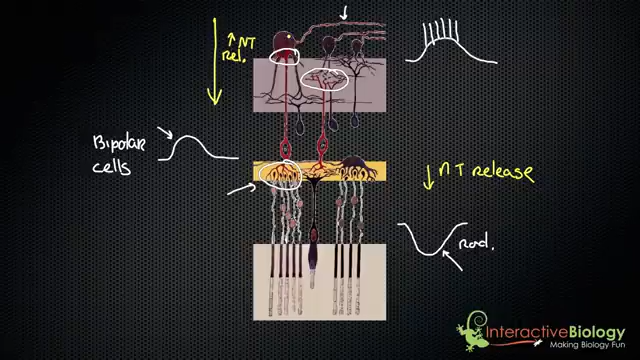 ↑ NT
Rel.
Bipolar
cells
↓ NT release
Rod.
InteractiveBiology
Making Biology Fun